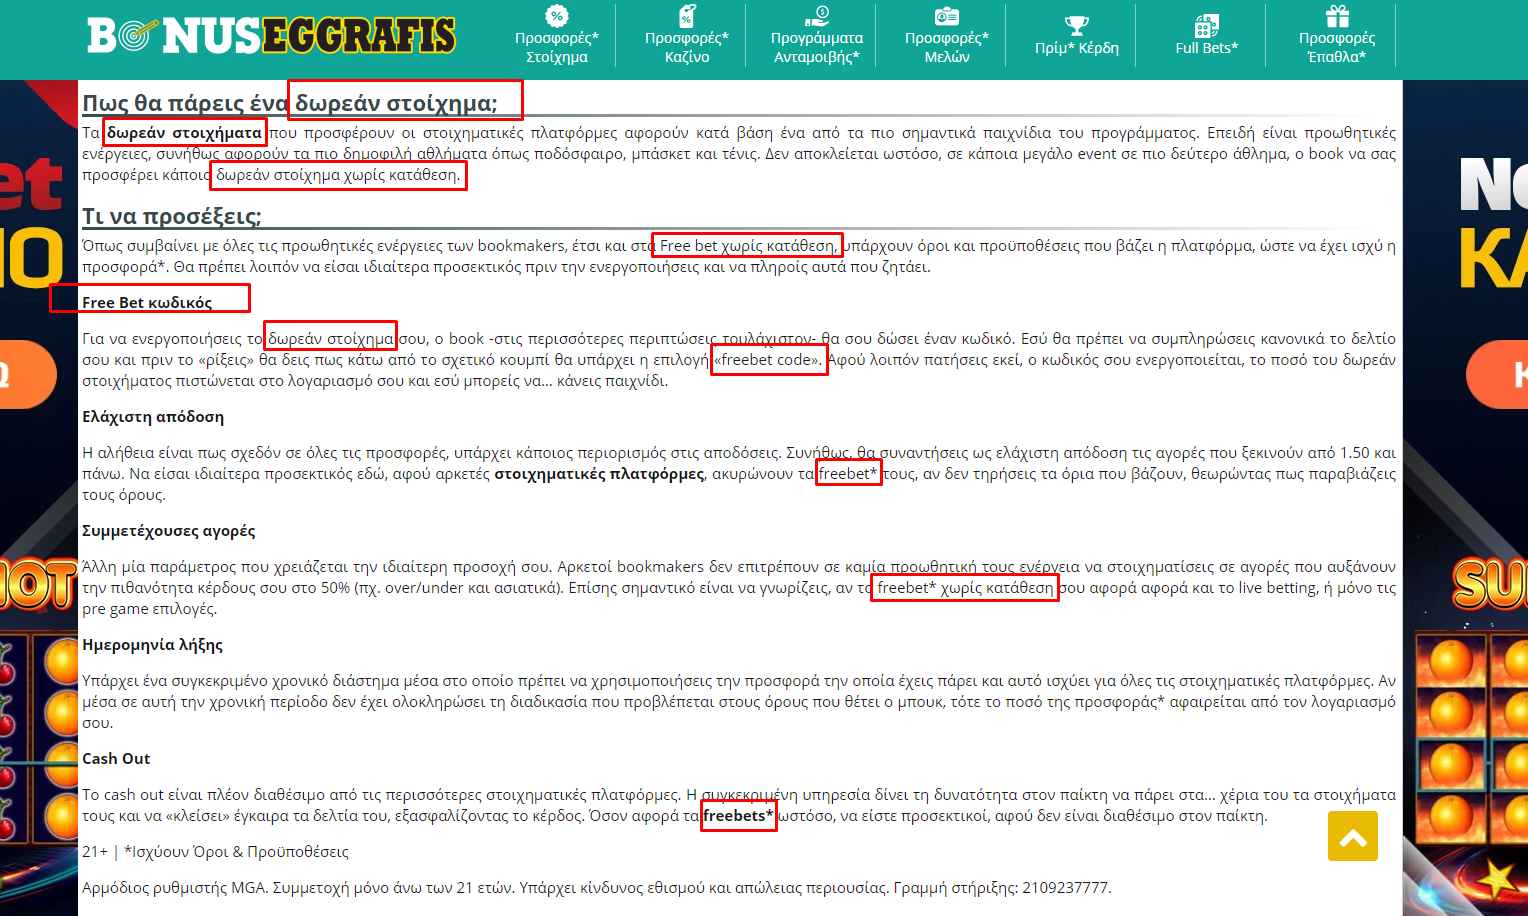 BONUSEGGRAFIS
Προσφορές*
Στοίχημα
Προσφορές*
Καζίνο
Προγράμματα
Ανταμοιβής*
Προσφορές*
Μελών
Πρίμ* Κέρδη
Full Bets*
Προσφορές
Έπαθλα*
Πως θα πάρεις ένα δωρεάν στοίχημα;
Τα δωρεάν στοιχήματα που προσφέρουν οι στοιχηματικές πλατφόρμες αφορούν κατά βάση ένα από τα πιο σημαντικά παιχνίδια του προγράμματος. Επειδή είναι προωθητικές
ενέργειες, συνήθως αφορούν τα πιο δημοφιλή αθλήματα όπως ποδόσφαιρο, μπάσκετ και τένις. Δεν αποκλείεται ωστόσο, σε κάποια μεγάλο event σε πιο δεύτερο άθλημα, ο book να σας
προσφέρει κάποιο δωρεάν στοίχημα χωρίς κατάθεση.
Τι να προσέξεις;
Όπως συμβαίνει με όλες τις προωθητικές ενέργειες των bookmakers, έτσι και στα Free bet χωρίς κατάθεση, υπάρχουν όροι και προϋποθέσεις που βάζει η πλατφόρμα, ώστε να έχει ισχύ η
προσφορά*. Θα πρέπει λοιπόν να είσαι ιδιαίτερα προσεκτικός πριν την ενεργοποιήσεις και να πληροίς αυτά που ζητάει.
Free Bet κωδικός
Για να ενεργοποιήσεις το δωρεάν στοίχημα σου, ο book -στις περισσότερες περιπτώσεις τουλάχιστον- θα σου δώσει έναν κωδικό. Εσύ θα πρέπει να συμπληρώσεις κανονικά το δελτίο
σου και πριν το «ρίξεις» θα δεις πως κάτω από το σχετικό κουμπί θα υπάρχει η επιλογή «freebet code». Αφού λοιπόν πατήσεις εκεί, ο κωδικός σου ενεργοποιείται, το ποσό του δωρεάν
στοιχήματος πιστώνεται στο λογαριασμό σου και εσύ μπορείς να... κάνεις παιχνίδι.
Ελάχιστη απόδοση
Η αλήθεια είναι πως σχεδόν σε όλες τις προσφορές, υπάρχει κάποιος περιορισμός στις αποδόσεις. Συνήθως, θα συναντήσεις ως ελάχιστη απόδοση τις αγορές που ξεκινούν από 1.50 και
πάνω. Να είσαι ιδιαίτερα προσεκτικός εδώ, αφού αρκετές στοιχηματικές πλατφόρμες, ακυρώνουν τα freebet* τους, αν δεν τηρήσεις τα όρια που βάζουν, θεωρώντας πως παραβιάζεις
τους όρους.
Συμμετέχουσες αγορές
Άλλη μία παράμετρος που χρειάζεται την ιδιαίτερη προσοχή σου. Αρκετοί bookmakers δεν επιτρέπουν σε καμία προωθητική τους ενέργεια να στοιχηματίσεις σε αγορές που αυξάνουν
την πιθανότητα κέρδους σου στο 50% (πχ. over/under και ασιατικά). Επίσης σημαντικό είναι να γνωρίζεις, αν το freebet* χωρίς κατάθεση σου αφορά αφορά και το live betting, ή μόνο τις
pre game επιλογές.
Ημερομηνία λήξης
Υπάρχει ένα συγκεκριμένο χρονικό διάστημα μέσα στο οποίο πρέπει να χρησιμοποιήσεις την προσφορά την οποία έχεις πάρει και αυτό ισχύει για όλες τις στοιχηματικές πλατφόρμες. Αν
μέσα σε αυτή την χρονική περίοδο δεν έχει ολοκληρώσει τη διαδικασία που προβλέπεται στους όρους που θέτει ο μπουκ, τότε το ποσό της προσφοράς* αφαιρείται από τον λογαριασμό
σου.
Cash Out
Το cash out είναι πλέον διαθέσιμο από τις περισσότερες στοιχηματικές πλατφόρμες. Η συγκεκριμένη υπηρεσία δίνει τη δυνατότητα στον παίκτη να πάρει στα... χέρια του τα στοιχήματα
τους και να «κλείσει» έγκαιρα τα δελτία του, εξασφαλίζοντας το κέρδος. Όσον αφορά τα freebets* ωστόσο, να είστε προσεκτικοί, αφού δεν είναι διαθέσιμο στον παίκτη.
21+ | *Ισχύουν Όροι & Προϋποθέσεις
Αρμόδιος ρυθμιστής MGA. Συμμετοχή μόνο άνω των 21 ετών. Υπάρχει κίνδυνος εθισμού και απώλειας περιουσίας. Γραμμή στήριξης: 2109237777.